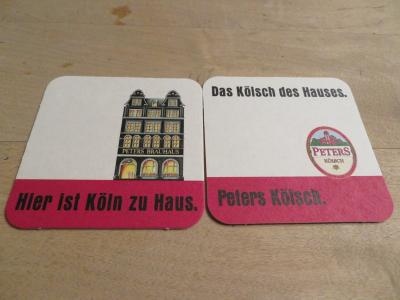 PETERS BRAUHAUS
Hier ist Köln zu Haus.
Das Kölsch des Hauses.
PETERS
KÖLSCH
Peters Kölsch.